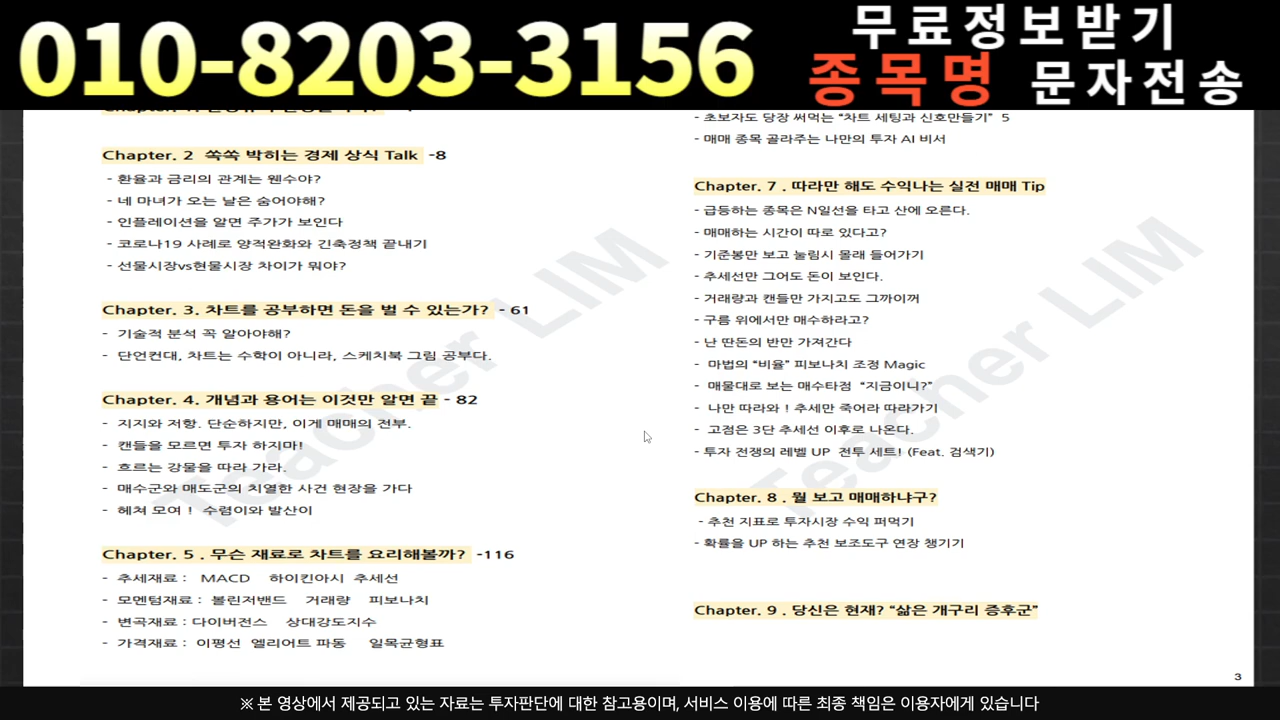 010-8203-3156
무료정보받기
종목명 문자전송
Chapter. 2 쏙쏙 박히는 경제 상식 Talk -8
- 환율과 금리의 관계는 웬수야?
- 네 마녀가 오는 날은 숨어야해?
- 인플레이션을 알면 주가가 보인다
- 코로나19 사례로 양적완화와 긴축정책 끝내기
- 선물시장vs현물시장 차이가 뭐야?
Chapter. 3. 차트를 공부하면 돈을 벌 수 있는가? - 61
- 기술적 분석 꼭 알아야해?
- 단언컨대, 차트는 수학이 아니라, 스케치북 그림 공부다.
Chapter. 4. 개념과 용어는 이것만 알면 끝 - 82
- 지지와 저항. 단순하지만, 이게 매매의 전부.
- 캔들을 모르면 투자 하지마!
- 흐르는 강물을 따라 가라.
- 매수군와 매도군의 치열한 사건 현장을 가다
- 헤쳐 모여 ! 수렴이와 발산이
Chapter. 5 . 무슨 재료로 차트를 요리해볼까? -116
- 추세재료 : MACD 하이킨아시 추세선
- 모멘텀재료 : 볼린저밴드 거래량 피보나치
- 변곡재료 : 다이버전스 상대강도지수
- 가격재료 : 이평선 엘리어트 파동 일목균형표
- 초보자도 당장 써먹는 “차트 세팅과 신호만들기” 5
- 매매 종목 골라주는 나만의 투자 AI 비서
Chapter. 7 . 따라만 해도 수익나는 실전 매매 Tip
- 급등하는 종목은 N일선을 타고 산에 오른다.
- 매매하는 시간이 따로 있다고?
- 기준봉만 보고 눌림시 몰래 들어가기
- 추세선만 그어도 돈이 보인다.
- 거래량과 캔들만 가지고도 그까이꺼
- 구름 위에서만 매수하라고?
- 난 딴돈의 반만 가져간다
- 마법의 “비율” 피보나치 조정 Magic
- 매물대로 보는 매수타점 “지금이니?”
- 나만 따라와 ! 추세만 죽어라 따라가기
- 고점은 3단 추세선 이후로 나온다.
- 투자 전쟁의 레벨 UP 전투 세트! (Feat. 검색기)
Chapter. 8 . 뭘 보고 매매하냐구?
- 추천 지표로 투자시장 수익 퍼먹기
- 확률을 UP 하는 추천 보조도구 연장 챙기기
Chapter. 9 . 당신은 현재? “삶은 개구리 증후군”
Teacher LIM
Teacher LIM
3
※ 본 영상에서 제공되고 있는 자료는 투자판단에 대한 참고용이며, 서비스 이용에 따른 최종 책임은 이용자에게 있습니다